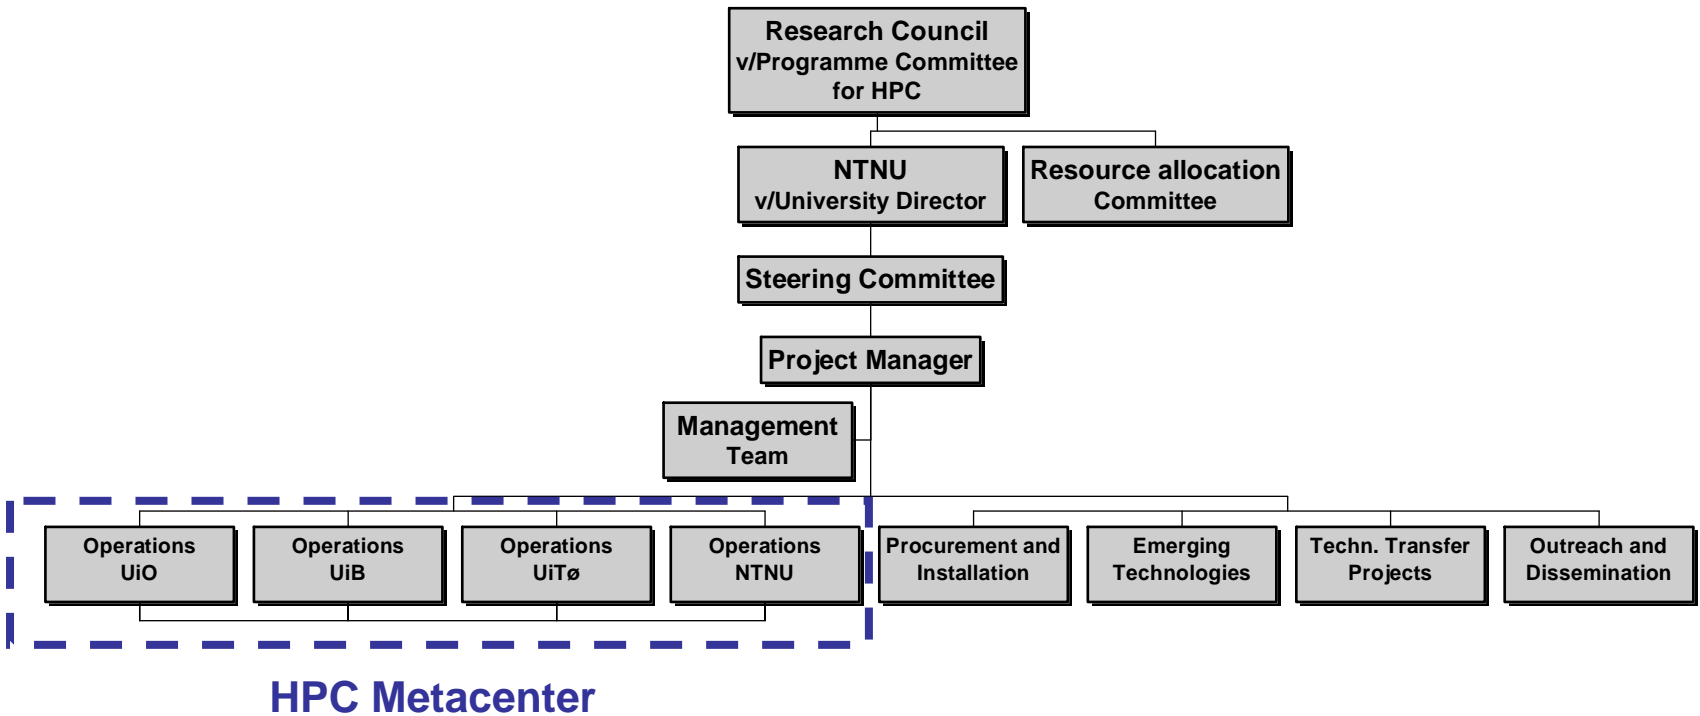 Research Council
v/Programme Committee
for HPC
NTNU
v/University Director
Resource allocation
Committee
Steering Committee
Project Manager
Management
Team
Operations
UiO
Operations
UiB
Operations
UiTø
Operations
NTNU
Procurement and
Installation
Emerging
Technologies
Techn. Transfer
Projects
Outreach and
Dissemination
HPC Metacenter